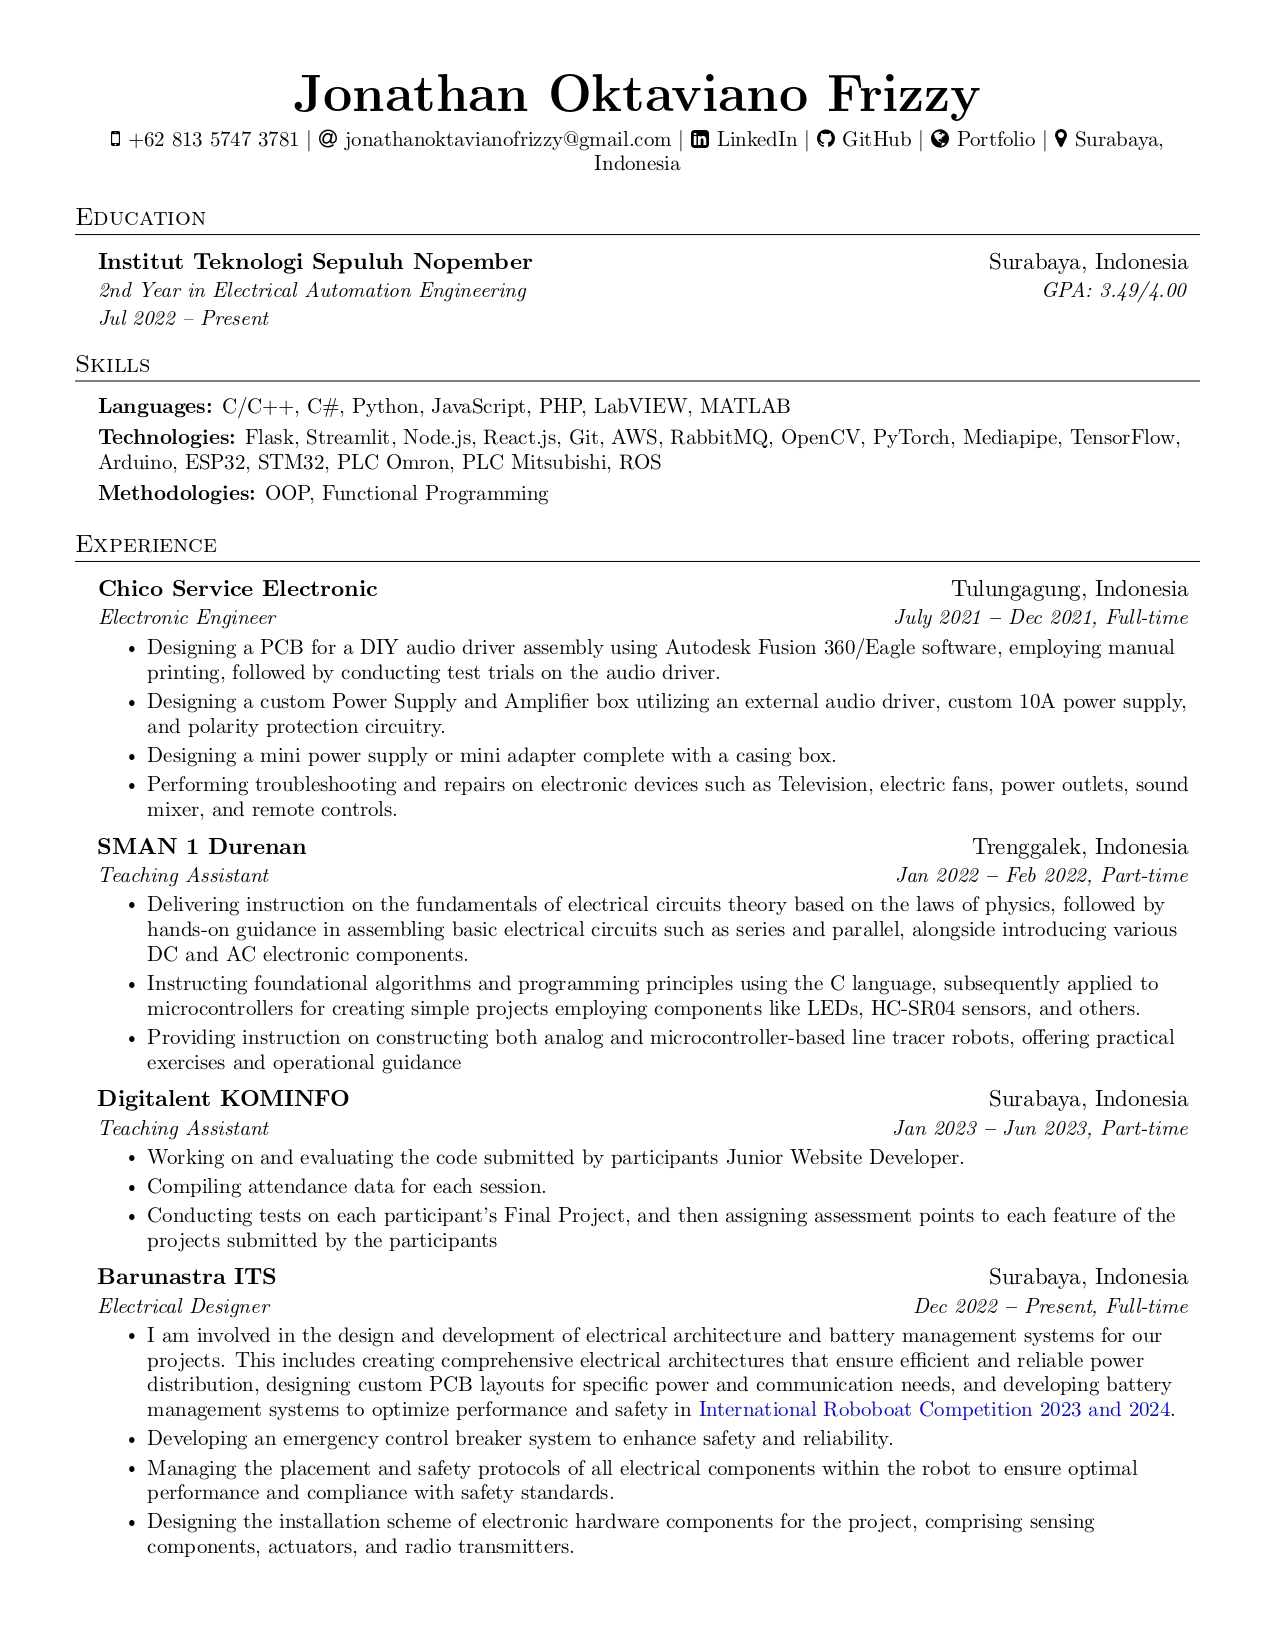 Jonathan Oktaviano Frizzy
+62 813 5747 3781 | jonathanoktavianofrizzy@gmail.com | LinkedIn | GitHub | Portfolio | Surabaya,
Indonesia
Education
Institut Teknologi Sepuluh Nopember Surabaya, Indonesia
2nd Year in Electrical Automation Engineering GPA: 3.49/4.00
Jul 2022 – Present
Skills
Languages: C/C++, C#, Python, JavaScript, PHP, LabVIEW, MATLAB
Technologies: Flask, Streamlit, Node.js, React.js, Git, AWS, RabbitMQ, OpenCV, PyTorch, Mediapipe, TensorFlow,
Arduino, ESP32, STM32, PLC Omron, PLC Mitsubishi, ROS
Methodologies: OOP, Functional Programming
Experience
Chico Service Electronic Tulungagung, Indonesia
Electronic Engineer July 2021 – Dec 2021, Full-time
• Designing a PCB for a DIY audio driver assembly using Autodesk Fusion 360/Eagle software, employing manual
printing, followed by conducting test trials on the audio driver.
• Designing a custom Power Supply and Amplifier box utilizing an external audio driver, custom 10A power supply,
and polarity protection circuitry.
• Designing a mini power supply or mini adapter complete with a casing box.
• Performing troubleshooting and repairs on electronic devices such as Television, electric fans, power outlets, sound
mixer, and remote controls.
SMAN 1 Durenan Trenggalek, Indonesia
Teaching Assistant Jan 2022 – Feb 2022, Part-time
• Delivering instruction on the fundamentals of electrical circuits theory based on the laws of physics, followed by
hands-on guidance in assembling basic electrical circuits such as series and parallel, alongside introducing various
DC and AC electronic components.
• Instructing foundational algorithms and programming principles using the C language, subsequently applied to
microcontrollers for creating simple projects employing components like LEDs, HC-SR04 sensors, and others.
• Providing instruction on constructing both analog and microcontroller-based line tracer robots, offering practical
exercises and operational guidance
Digitalent KOMINFO Surabaya, Indonesia
Teaching Assistant Jan 2023 – Jun 2023, Part-time
• Working on and evaluating the code submitted by participants Junior Website Developer.
• Compiling attendance data for each session.
• Conducting tests on each participant's Final Project, and then assigning assessment points to each feature of the
projects submitted by the participants
Barunastra ITS Surabaya, Indonesia
Electrical Designer Dec 2022 – Present, Full-time
• I am involved in the design and development of electrical architecture and battery management systems for our
projects. This includes creating comprehensive electrical architectures that ensure efficient and reliable power
distribution, designing custom PCB layouts for specific power and communication needs, and developing battery
management systems to optimize performance and safety in International Roboboat Competition 2023 and 2024.
• Developing an emergency control breaker system to enhance safety and reliability.
• Managing the placement and safety protocols of all electrical components within the robot to ensure optimal
performance and compliance with safety standards.
• Designing the installation scheme of electronic hardware components for the project, comprising sensing
components, actuators, and radio transmitters.